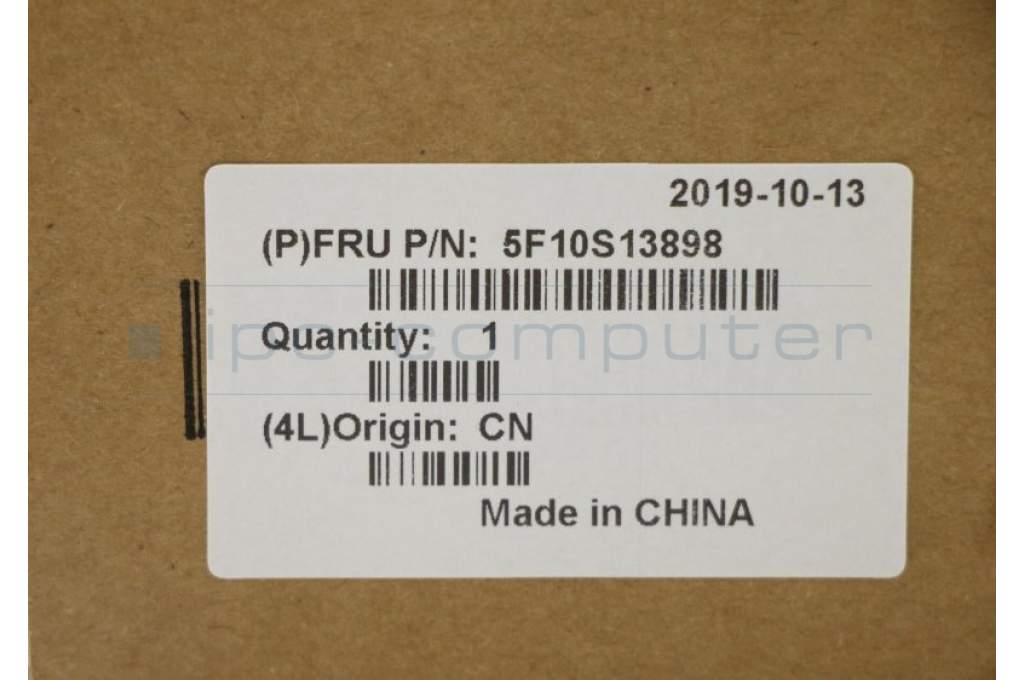 2019-10-13
(P)FRU P/N: 5F10S13898
Quantity: 1
ipc-computer
(4L)Origin: CN
Made in CHINA